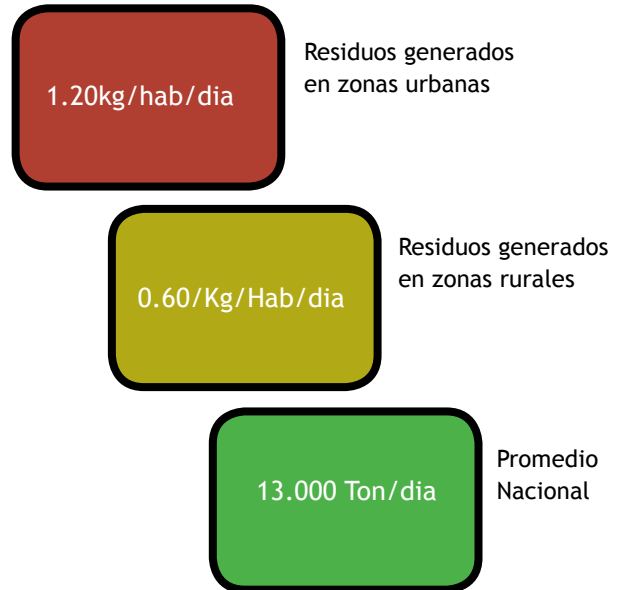 1.20kg/hab/dia
Residuos generados
en zonas urbanas
0.60/Kg/Hab/dia
Residuos generados
en zonas rurales
13.000 Ton/dia
Promedio
Nacional